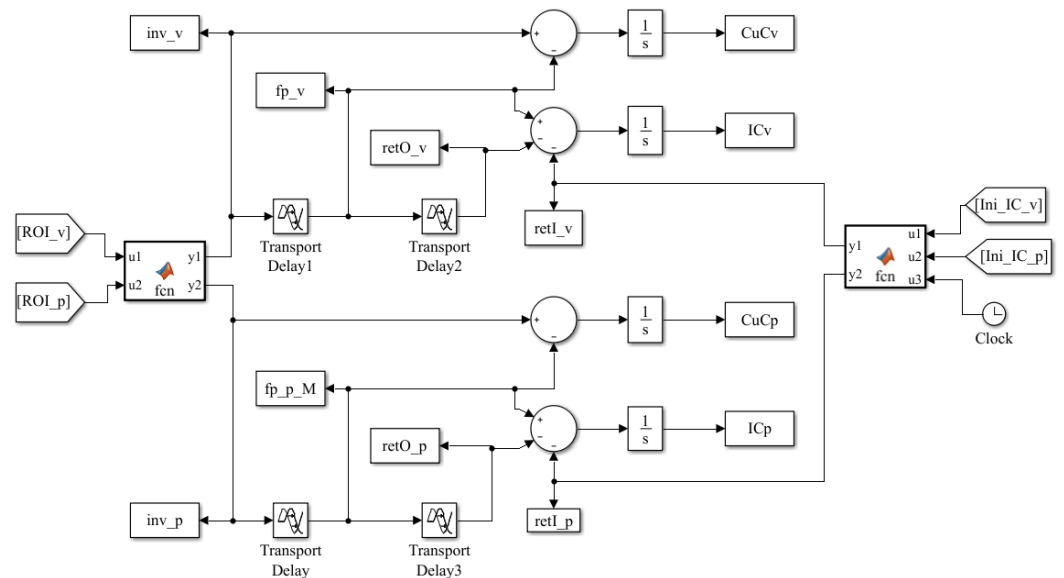 inv_v
+
−
1
s
CuCv
fp_v
+
−
−
1
s
ICv
retO_v
retI_v
[ROI_v]
[ROI_p]
u1
u2
y1
y2
fcn
Transport
Delay1
Transport
Delay2
[Ini_IC_v]
[Ini_IC_p]
y1
y2
u1
u2
u3
fcn
Clock
+
−
1
s
CuCp
fp_p_M
+
−
−
1
s
ICp
retO_p
retI_p
inv_p
Transport
Delay
Transport
Delay3